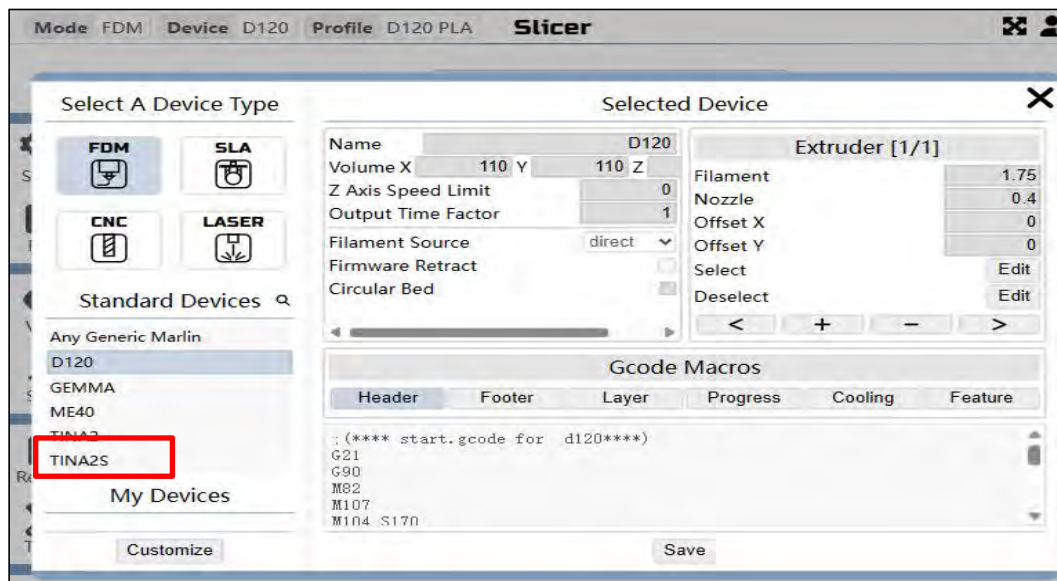 Mode FDM Device D120 Profile D120 PLA Slicer
Select A Device Type
FDM SLA
CNC LASER
Standard Devices
Any Generic Marlin
D120
GEMMA
ME40
TINA2
TINA2S
My Devices
Customize
Selected Device
Name D120
Volume X 110 Y 110 Z
Z Axis Speed Limit 0
Output Time Factor 1
Filament Source direct
Firmware Retract
Circular Bed
Extruder [1/1]
Filament 1.75
Nozzle 0.4
Offset X 0
Offset Y 0
Select Edit
Deselect Edit
< + − >
Gcode Macros
Header Footer Layer Progress Cooling Feature
;(**** start.gcode for d120****)
G21
G90
M82
M107
M104 S170
Save